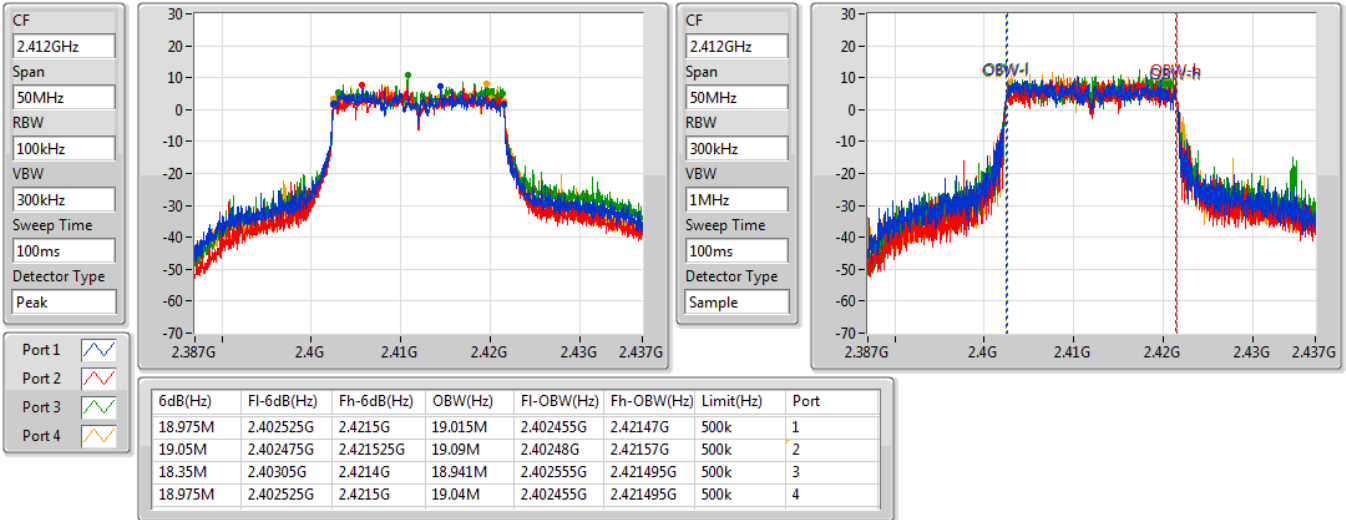 CF
2.412GHz
Span
50MHz
RBW
100kHz
VBW
300kHz
Sweep Time
100ms
Detector Type
Peak
30
20
10
0
-10
-20
-30
-40
-50
-60
-70
2.387G 2.4G 2.41G 2.42G 2.43G 2.437G
CF
2.412GHz
Span
50MHz
RBW
300kHz
VBW
1MHz
Sweep Time
100ms
Detector Type
Sample
30
20
10
0
-10
-20
-30
-40
-50
-60
-70
OBW-l OBW-h
2.387G 2.4G 2.41G 2.42G 2.43G 2.437G
Port 1
Port 2
Port 3
Port 4
6dB(Hz) Fl-6dB(Hz) Fh-6dB(Hz) OBW(Hz) Fl-OBW(Hz) Fh-OBW(Hz) Limit(Hz) Port
18.975M 2.402525G 2.4215G 19.015M 2.402455G 2.42147G 500k 1
19.05M 2.402475G 2.421525G 19.09M 2.40248G 2.42157G 500k 2
18.35M 2.40305G 2.4214G 18.941M 2.402555G 2.421495G 500k 3
18.975M 2.402525G 2.4215G 19.04M 2.402455G 2.421495G 500k 4